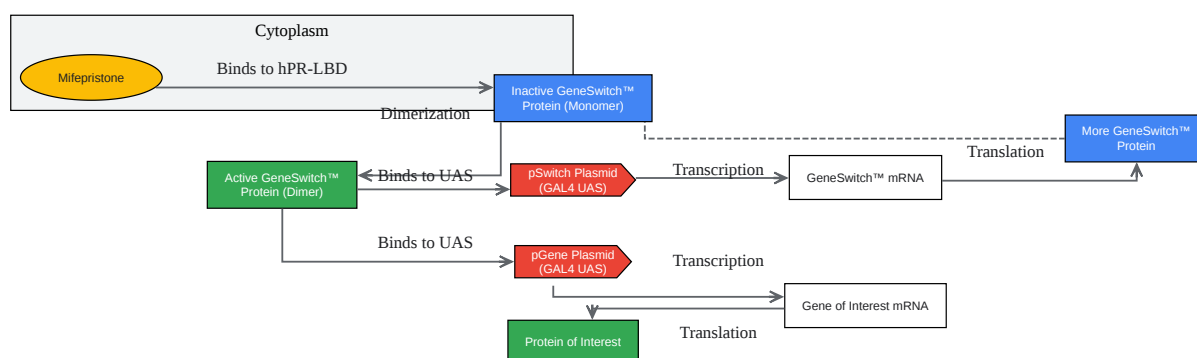 Cytoplasm
Mifepristone
Binds to hPR-LBD
Inactive GeneSwitch™
Protein (Monomer)
Dimerization
More GeneSwitch™
Protein
Translation
Active GeneSwitch™
Protein (Dimer)
Binds to UAS
pSwitch Plasmid
(GAL4 UAS)
Transcription
GeneSwitch™ mRNA
Binds to UAS
pGene Plasmid
(GAL4 UAS)
Transcription
Gene of Interest mRNA
Translation
Protein of Interest